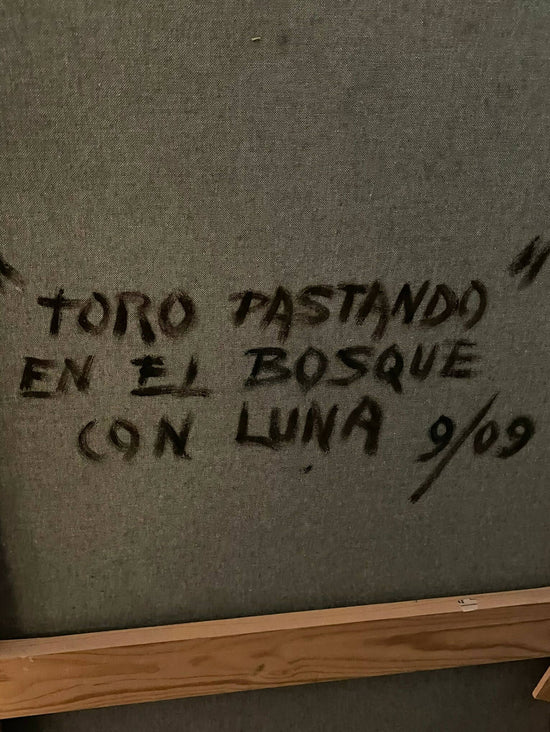 "TORO PASTANDO"
EN EL BOSQUE
CON LUNA 9/09